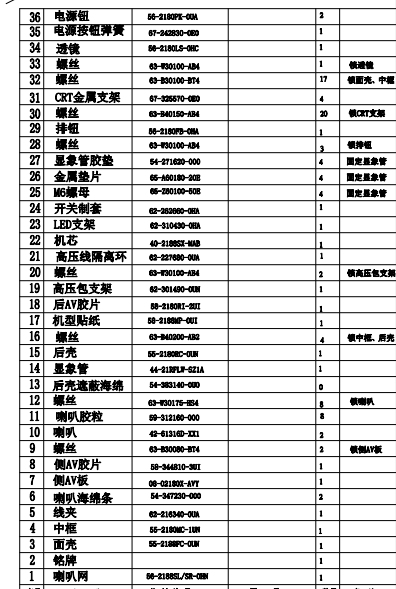 36 电源钮 56-2180PK-0UA 2
35 电源按钮弹簧 67-242830-0E0 1
34 透镜 56-2180LS-0HC 1
33 螺丝 63-W30100-AB4 1 锁透镜
32 螺丝 63-B30100-BT4 17 锁面壳、中框
31 CRT金属支架 67-325570-0E0 4
30 螺丝 63-B40150-AB4 20 锁CRT支架
29 排钮 56-2180FB-0HA 1
28 螺丝 63-W30100-AB4 3 锁排钮
27 显象管胶垫 54-271620-000 4 固定显象管
26 金属垫片 65-A60180-20E 4 固定显象管
25 M6螺母 65-Z60100-50E 4 固定显象管
24 开关制套 62-262660-0HA 1
23 LED支架 62-310430-0HA 1
22 机芯 40-2188SX-MAB 1
21 高压线隔离环 62-227680-0UA 1
20 螺丝 63-W30100-AB4 2 锁高压包支架
19 高压包支架 62-301490-0UN 1
18 后AV胶片 58-2180RI-2UI 1
17 机型贴纸 58-2188MP-0UI 1
16 螺丝 63-B40200-AB2 4 锁中框、后壳
15 后壳 55-2180RC-0UN 1
14 显象管 1
13 后壳遮蔽海绵 54-383140-0U0 0
12 螺丝 63-W30175-HS4 8 锁喇叭
11 喇叭胶粒 59-312160-000 8
10 喇叭 42-61316D-XX1 2
9 螺丝 63-B30080-BT4 2 锁侧AV板
8 侧AV胶片 58-344810-3UI 1
7 侧AV板 08-02180X-AVY 1
6 喇叭海绵条 54-347230-000 2
5 线夹 62-216340-0UA 1
4 中框 55-2180MC-1UN 1
3 面壳 55-2188FC-0UN 1
2 铭牌 1
1 喇叭网 56-2188SL/SR-0HN 1